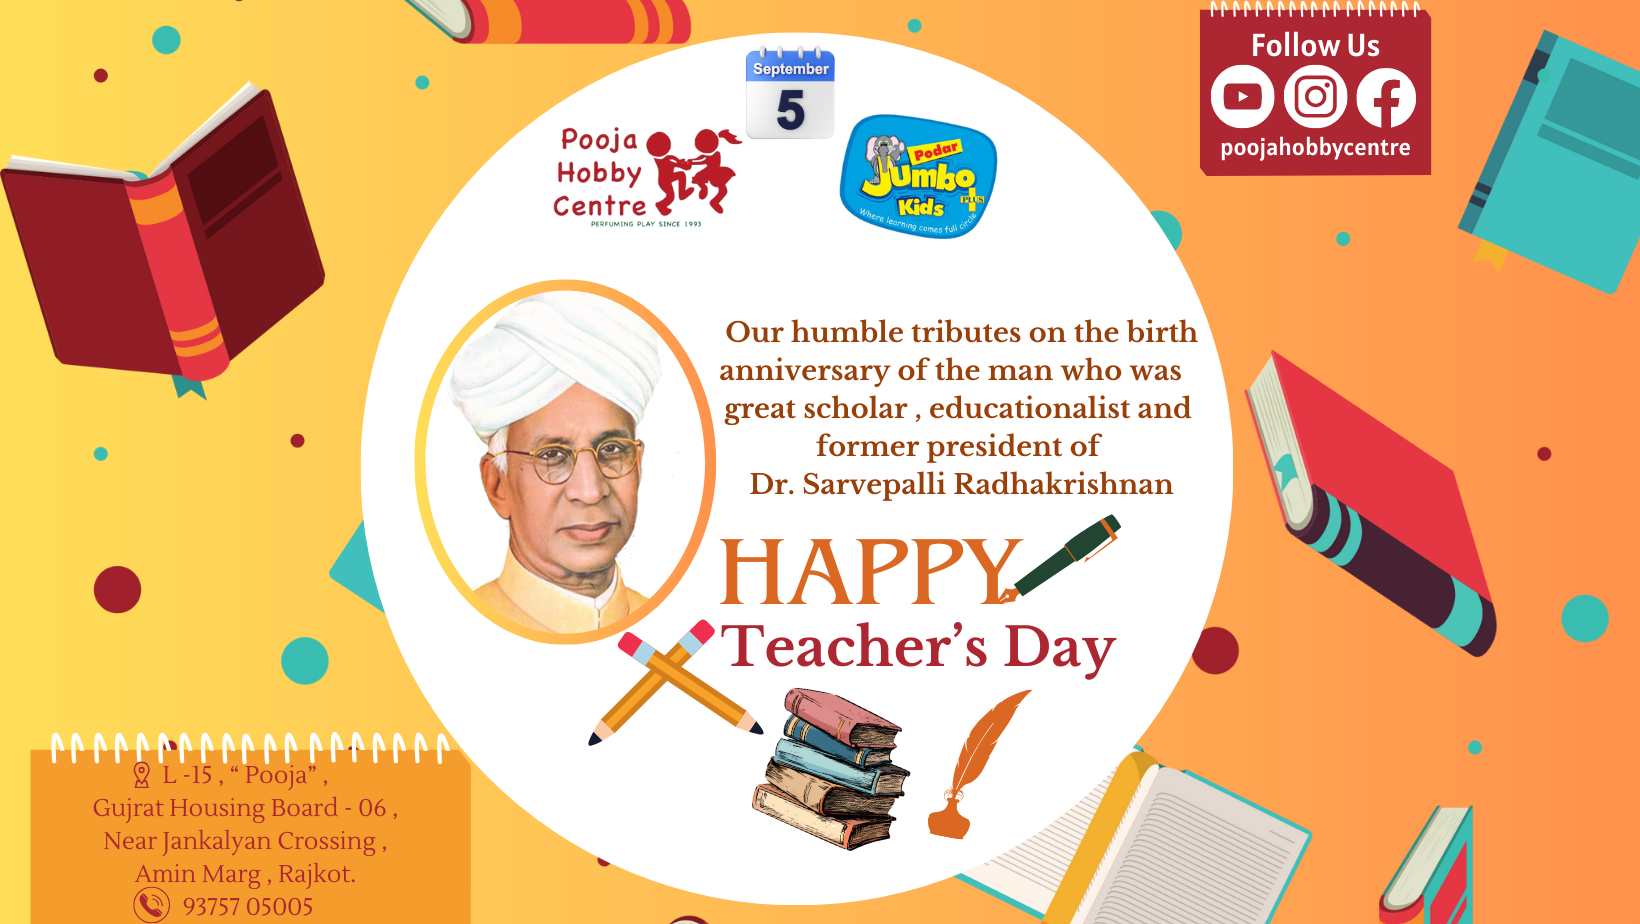 September
5
Follow Us
poojahobbycentre
Pooja
Hobby
Centre
PERFUMING PLAY SINCE 1993
Podar
Jumbo
Kids
PLUS
Where learning comes full circle
Our humble tributes on the birth
anniversary of the man who was
great scholar , educationalist and
former president of
Dr. Sarvepalli Radhakrishnan
HAPPY
Teacher's Day
L -15 , “ Pooja” ,
Gujrat Housing Board - 06 ,
Near Jankalyan Crossing ,
Amin Marg , Rajkot.
93757 05005